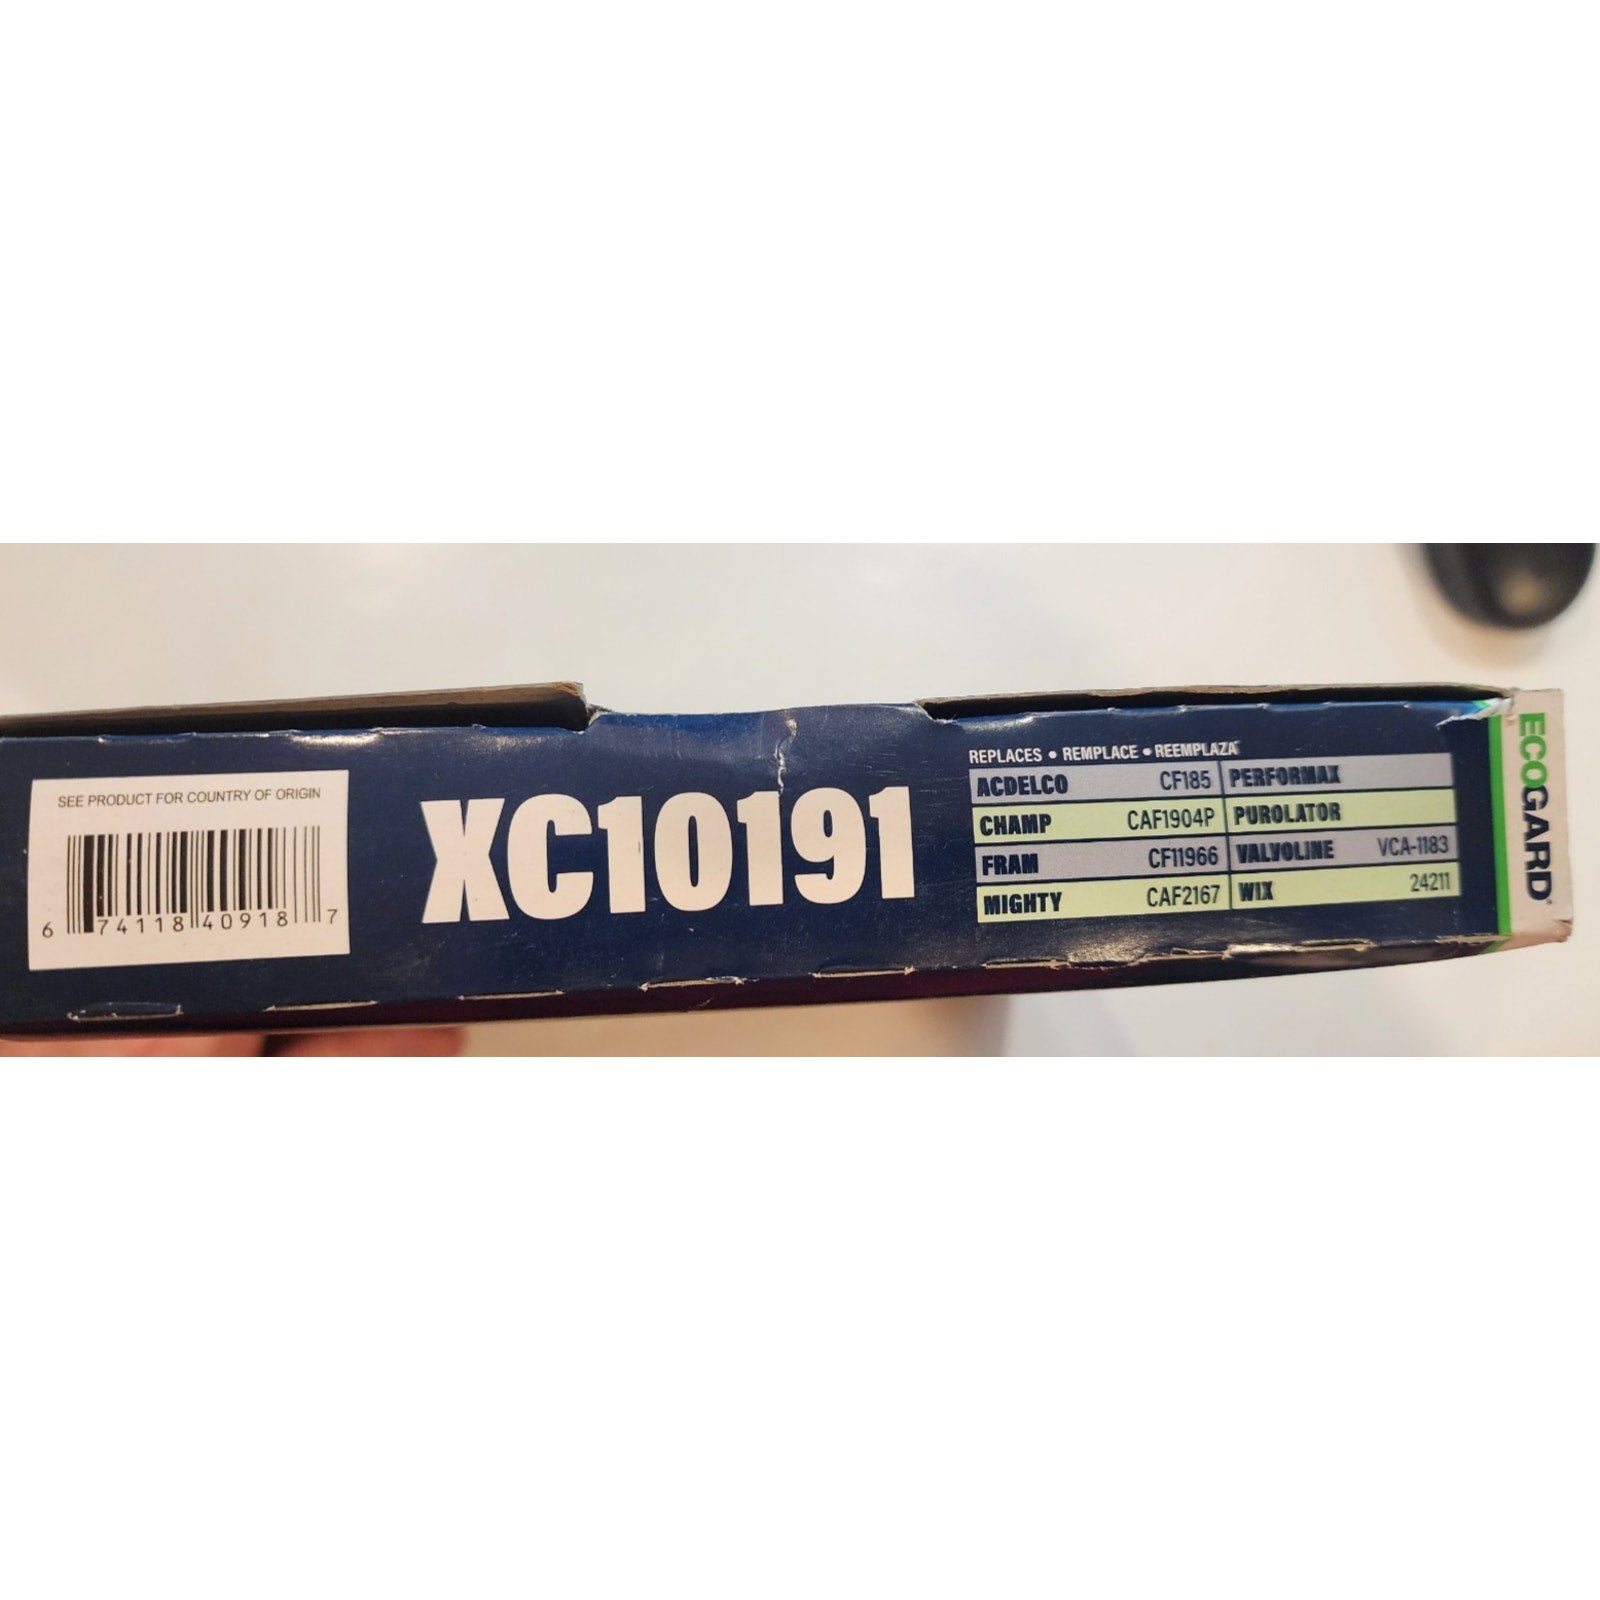 SEE PRODUCT FOR COUNTRY OF ORIGIN
6 74118 40918 7
XC10191
REPLACES • REMPLACE • REEMPLAZA
ACDELCO CF185 PERFORMAX
CHAMP CAF1904P PUROLATOR
FRAM CF11966 VALVOLINE VCA-1183
MIGHTY CAF2167 WIX 24211
ECOGARD®